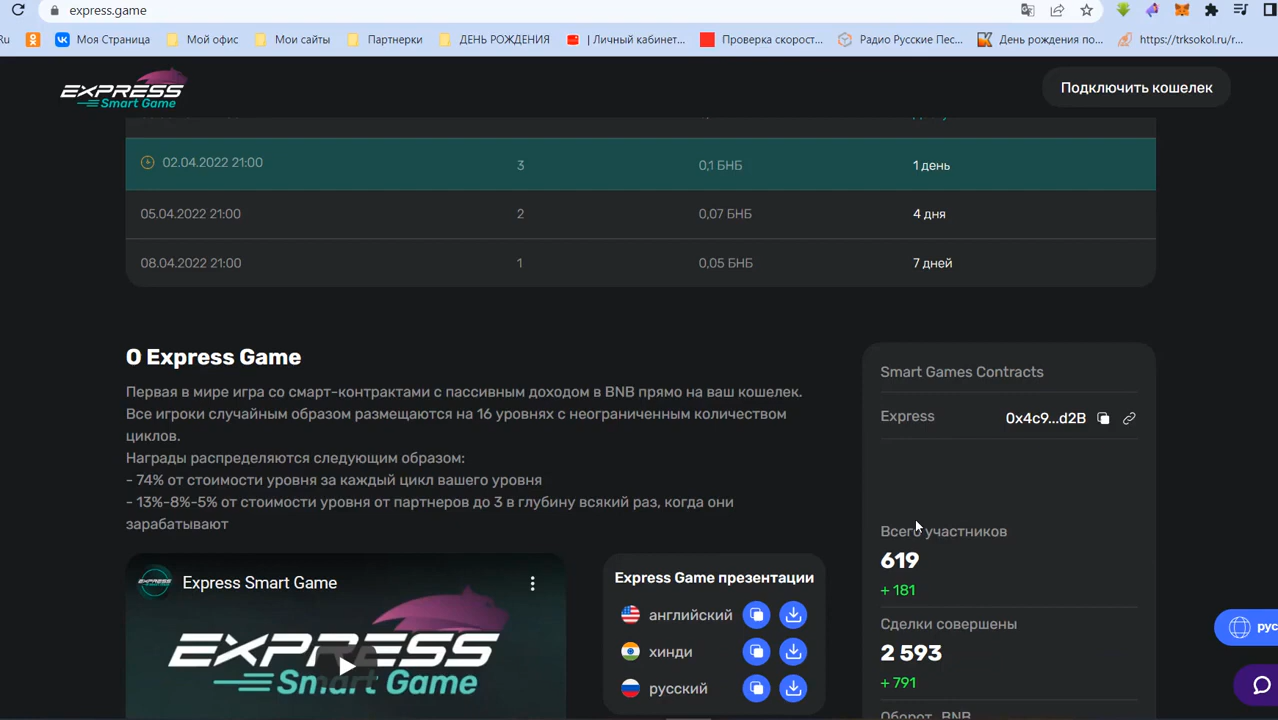 express.game
Ru
Моя Страница
Мой офис
Мои сайты
Партнерки
ДЕНЬ РОЖДЕНИЯ
| Личный кабинет...
Проверка скорост...
Радио Русские Пес...
День рождения по...
https://trksokol.ru/r...
EXPRESS
Smart Game
Подключить кошелек
02.04.2022 21:00 3 0,1 БНБ 1 день
05.04.2022 21:00 2 0,07 БНБ 4 дня
08.04.2022 21:00 1 0,05 БНБ 7 дней
О Express Game
Первая в мире игра со смарт-контрактами с пассивным доходом в BNB прямо на ваш кошелек.
Все игроки случайным образом размещаются на 16 уровнях с неограниченным количеством
циклов.
Награды распределяются следующим образом:
- 74% от стоимости уровня за каждый цикл вашего уровня
- 13%-8%-5% от стоимости уровня от партнеров до 3 в глубину всякий раз, когда они
зарабатывают
Express Smart Game
EXPRESS
Smart Game
Express Game презентации
английский
хинди
русский
Smart Games Contracts
Express 0x4c9...d2B
Всего участников
619
+ 181
Сделки совершены
2 593
+ 791
Оборот, BNB
рус